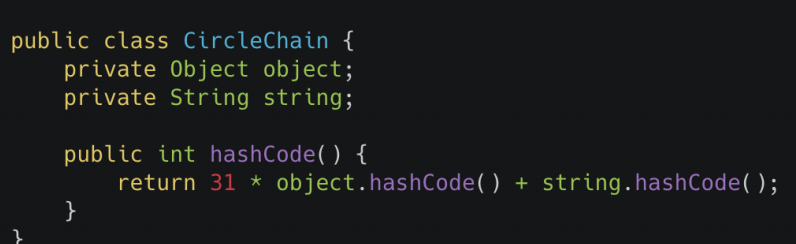 public class CircleChain {
    private Object object;
    private String string;

    public int hashCode() {
        return 31 * object.hashCode() + string.hashCode();
    }
}